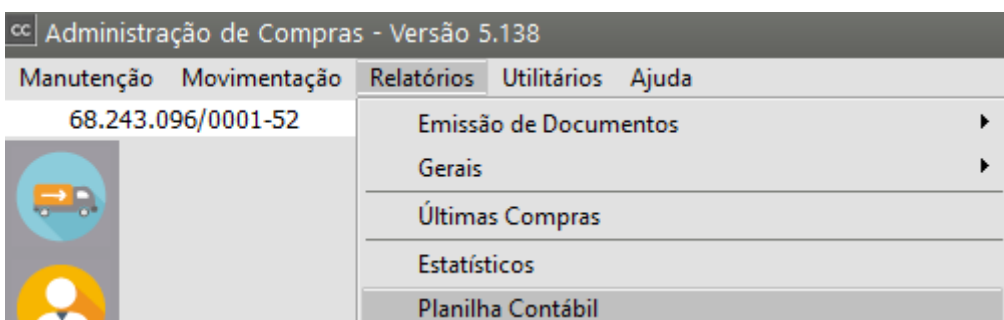 cc Administração de Compras - Versão 5.138
Manutenção Movimentação Relatórios Utilitários Ajuda
68.243.096/0001-52
Emissão de Documentos
Gerais
Últimas Compras
Estatísticos
Planilha Contábil